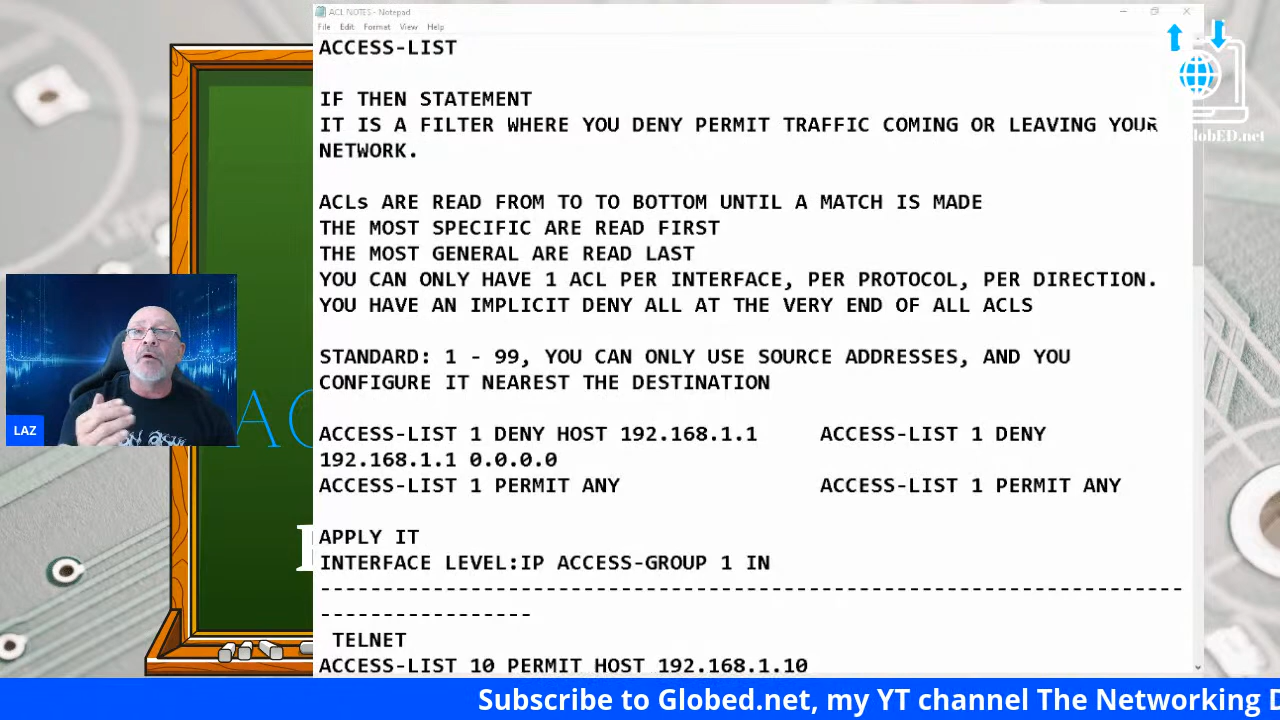 ACL NOTES - Notepad
File Edit Format View Help
ACCESS-LIST
IF THEN STATEMENT
IT IS A FILTER WHERE YOU DENY PERMIT TRAFFIC COMING OR LEAVING YOUR
NETWORK.
ACLs ARE READ FROM TO TO BOTTOM UNTIL A MATCH IS MADE
THE MOST SPECIFIC ARE READ FIRST
THE MOST GENERAL ARE READ LAST
YOU CAN ONLY HAVE 1 ACL PER INTERFACE, PER PROTOCOL, PER DIRECTION.
YOU HAVE AN IMPLICIT DENY ALL AT THE VERY END OF ALL ACLS
STANDARD: 1 - 99, YOU CAN ONLY USE SOURCE ADDRESSES, AND YOU
CONFIGURE IT NEAREST THE DESTINATION
ACCESS-LIST 1 DENY HOST 192.168.1.1 ACCESS-LIST 1 DENY
192.168.1.1 0.0.0.0
ACCESS-LIST 1 PERMIT ANY ACCESS-LIST 1 PERMIT ANY
APPLY IT
INTERFACE LEVEL:IP ACCESS-GROUP 1 IN
-----------------------------------------------------------------------
-----------------
TELNET
ACCESS-LIST 10 PERMIT HOST 192.168.1.10
LAZ
Subscribe to Globed.net, my YT channel The Networking